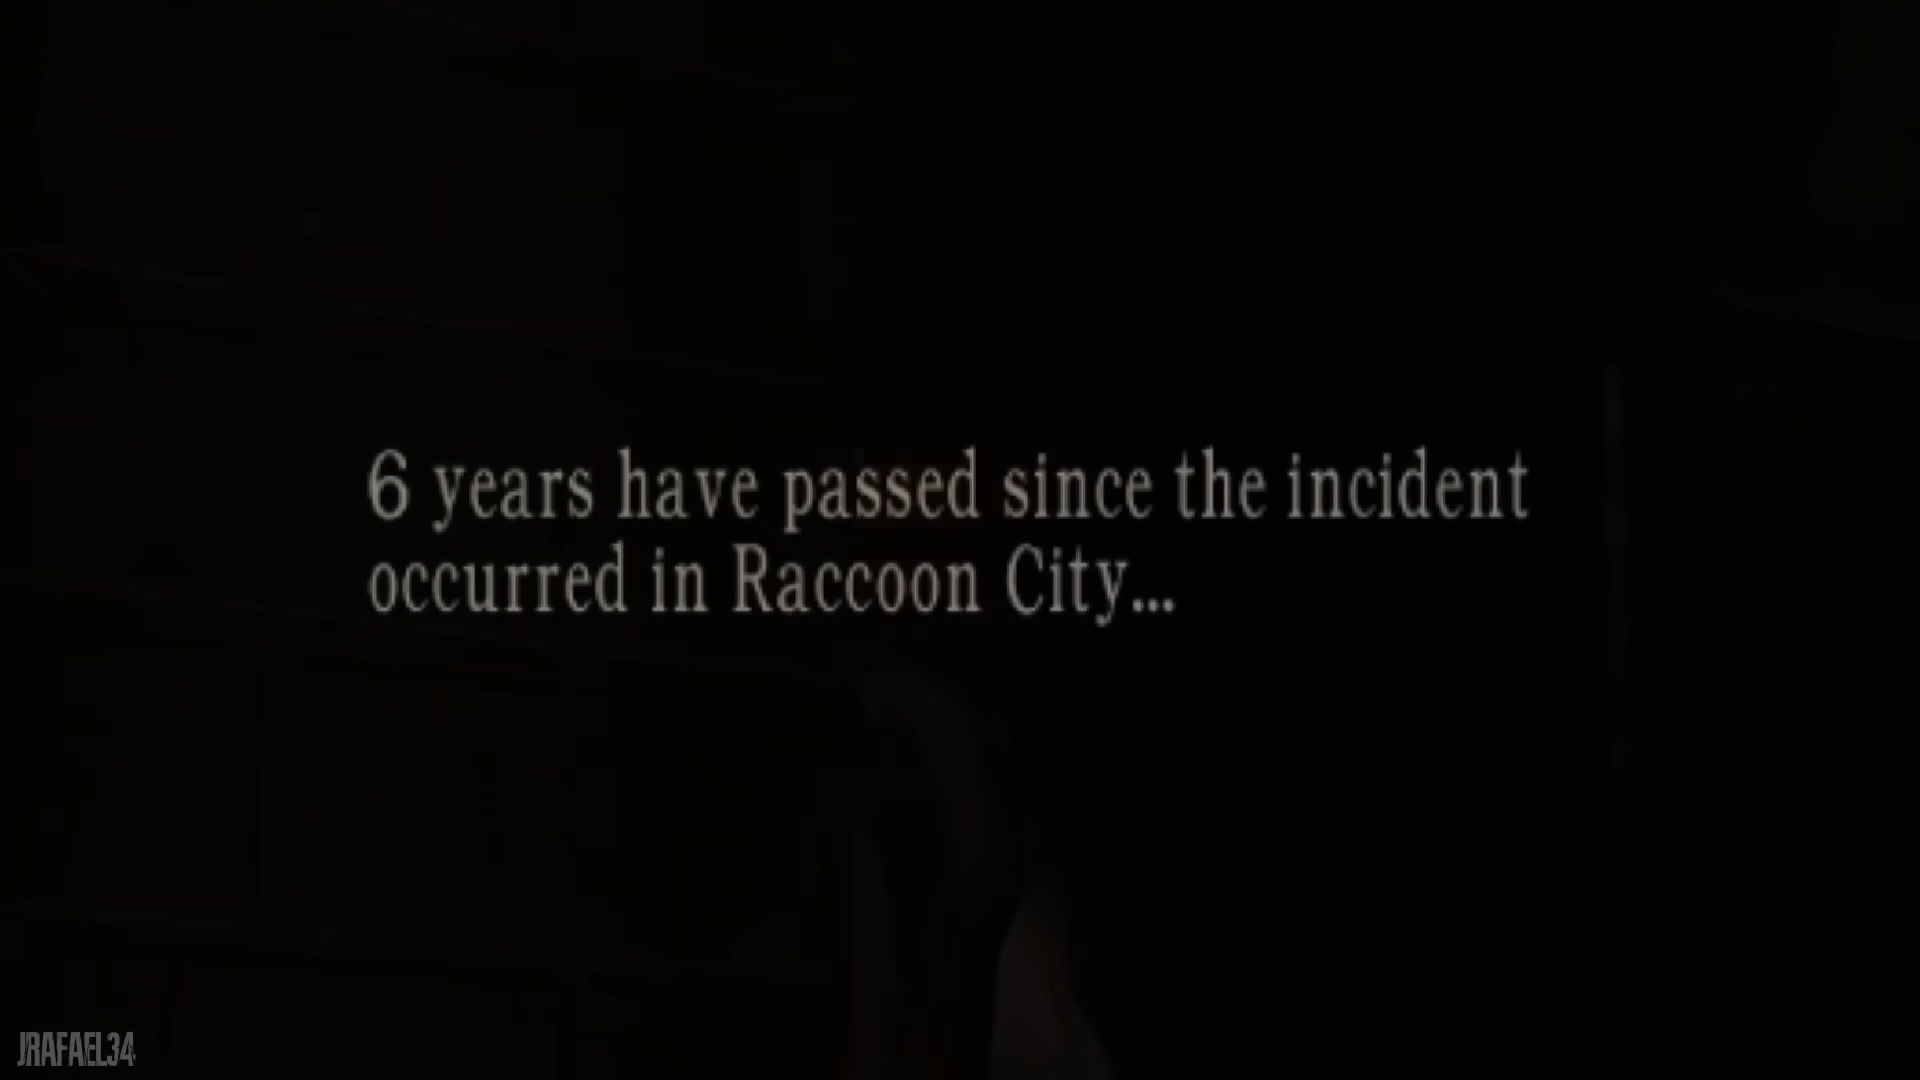 6 years have passed since the incident
occurred in Raccoon City...
JRAFAEL34